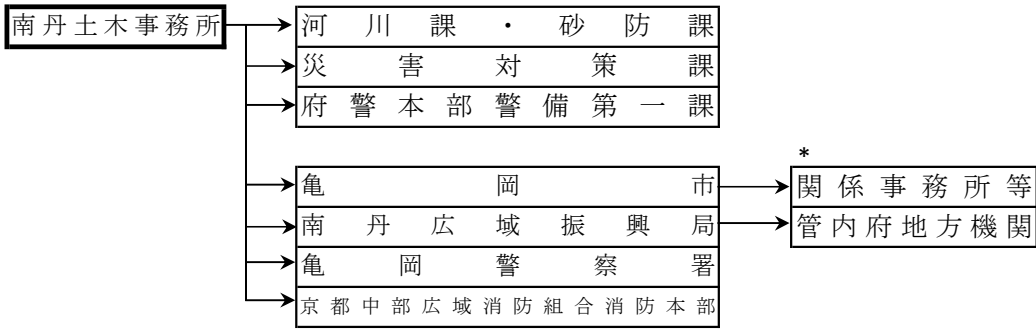 南丹土木事務所
河川課・砂防課
災害対策課
府警本部警備第一課
*
亀岡市
関係事務所等
南丹広域振興局
管内府地方機関
亀岡警察署
京都中部広域消防組合消防本部